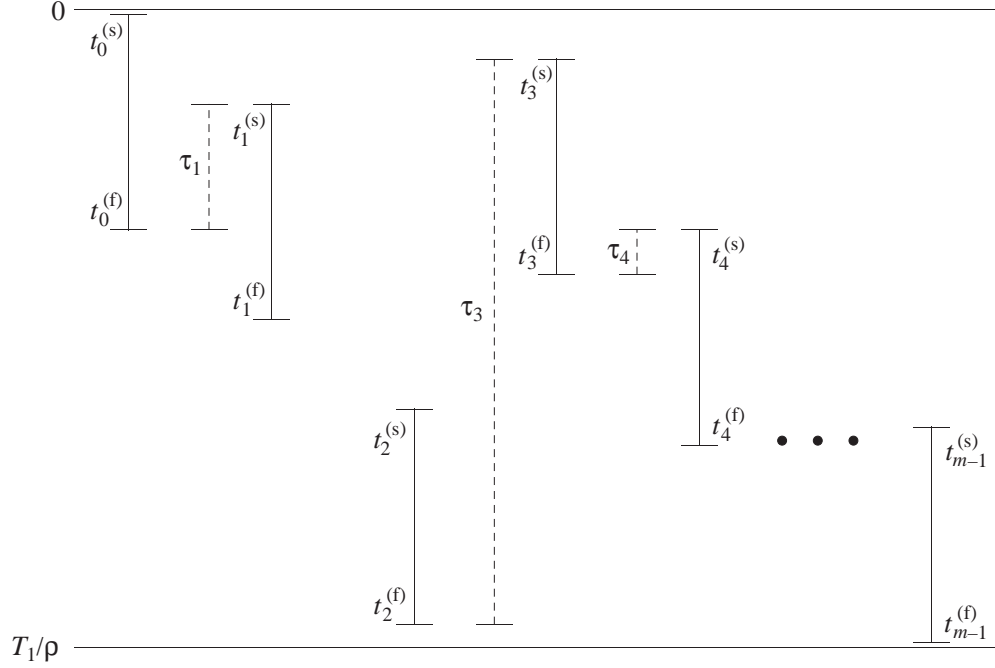 0
t₀⁽ˢ⁾
t₀⁽ᶠ⁾
τ₁
t₁⁽ˢ⁾
t₁⁽ᶠ⁾
t₂⁽ˢ⁾
t₂⁽ᶠ⁾
τ₃
t₃⁽ˢ⁾
t₃⁽ᶠ⁾
τ₄
t₄⁽ˢ⁾
t₄⁽ᶠ⁾
• • •
tₘ₋₁⁽ˢ⁾
tₘ₋₁⁽ᶠ⁾
T₁/ρ